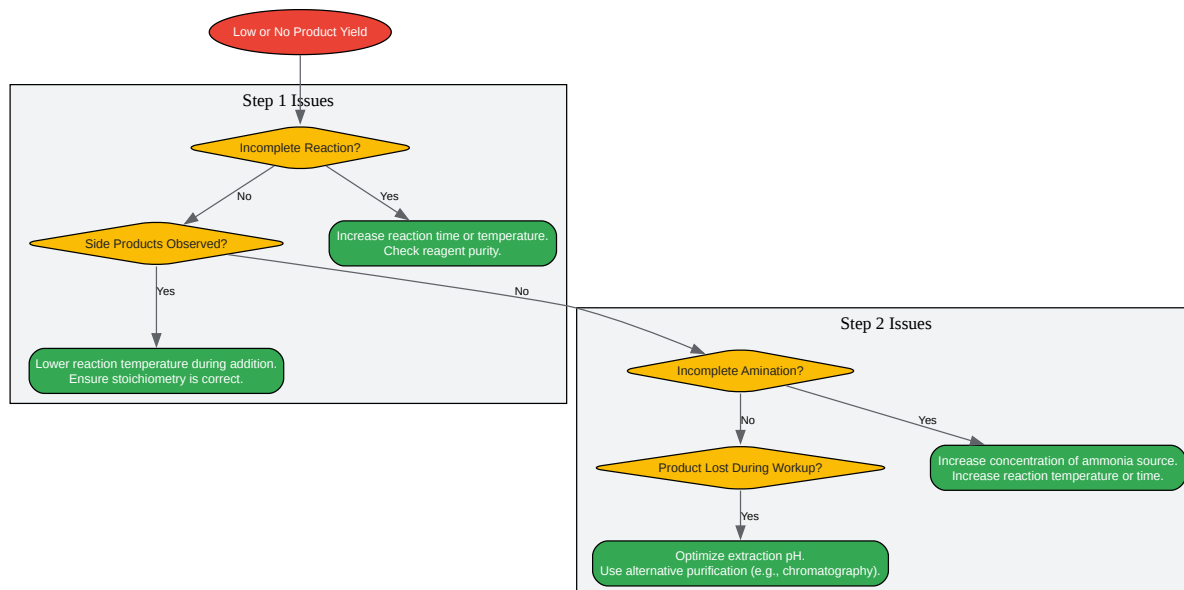 Low or No Product Yield
Step 1 Issues
Incomplete Reaction?
No
Yes
Side Products Observed?
Increase reaction time or temperature.
Check reagent purity.
Yes
No
Lower reaction temperature during addition.
Ensure stoichiometry is correct.
Step 2 Issues
Incomplete Amination?
No
Yes
Product Lost During Workup?
Increase concentration of ammonia source.
Increase reaction temperature or time.
Yes
Optimize extraction pH.
Use alternative purification (e.g., chromatography).